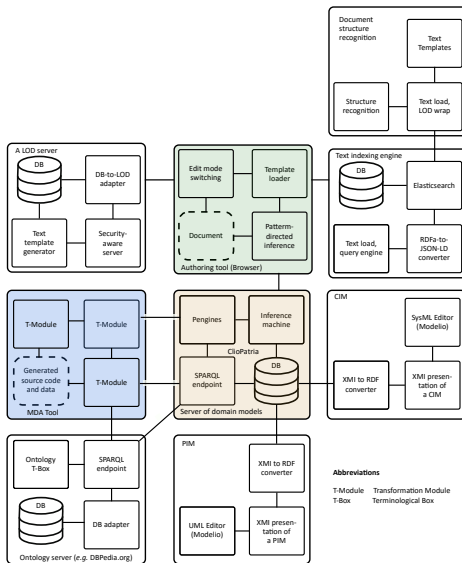 Document
structure
recognition
Text
Templates
Structure
recognition
Text load,
LOD wrap
A LOD server
DB
DB-to-LOD
adapter
Text
template
generator
Security-
aware
server
Edit mode
switching
Template
loader
Document
Patterm-
directed
inference
Authoring tool (Browser)
Text indexing engine
DB
Elasticsearch
Text load,
query engine
RDFa-to-
JSON-LD
converter
T-Module
T-Module
Generated
source code
and data
T-Module
MDA Tool
Pengines
Inference
machine
ClioPatria
SPARQL
endpoint
DB
Server of domain models
CIM
SysML Editor
(Modelio)
XMI to RDF
converter
XMI presen-
tation of
a CIM
Ontology
T-Box
SPARQL
endpoint
DB
DB adapter
Ontology server (e.g. DBPedia.org)
PIM
XMI to RDF
converter
UML Editor
(Modelio)
XMI presen-
tation of
a PIM
Abbreviations
T-Module Transformation Module
T-Box Terminological Box